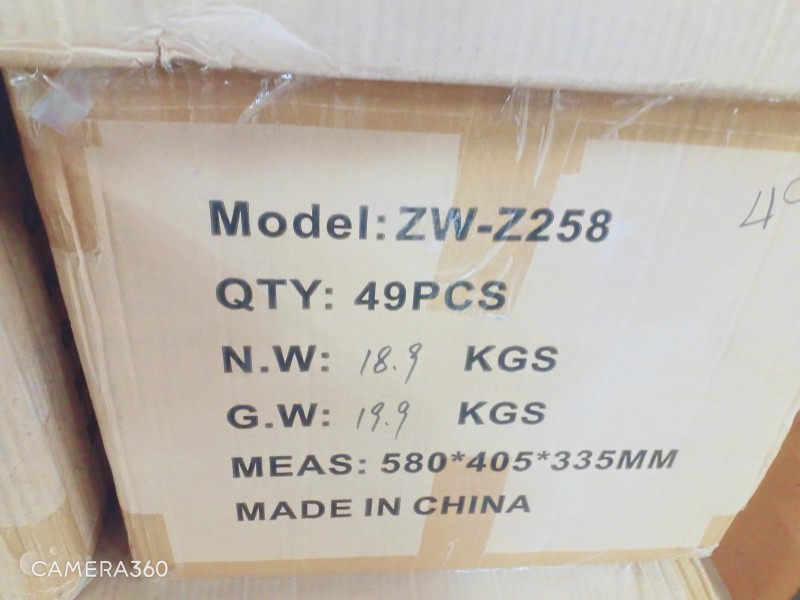 Model: ZW-Z258
QTY: 49PCS
N.W: 18.9 KGS
G.W: 19.9 KGS
MEAS: 580*405*335MM
MADE IN CHINA
CAMERA360